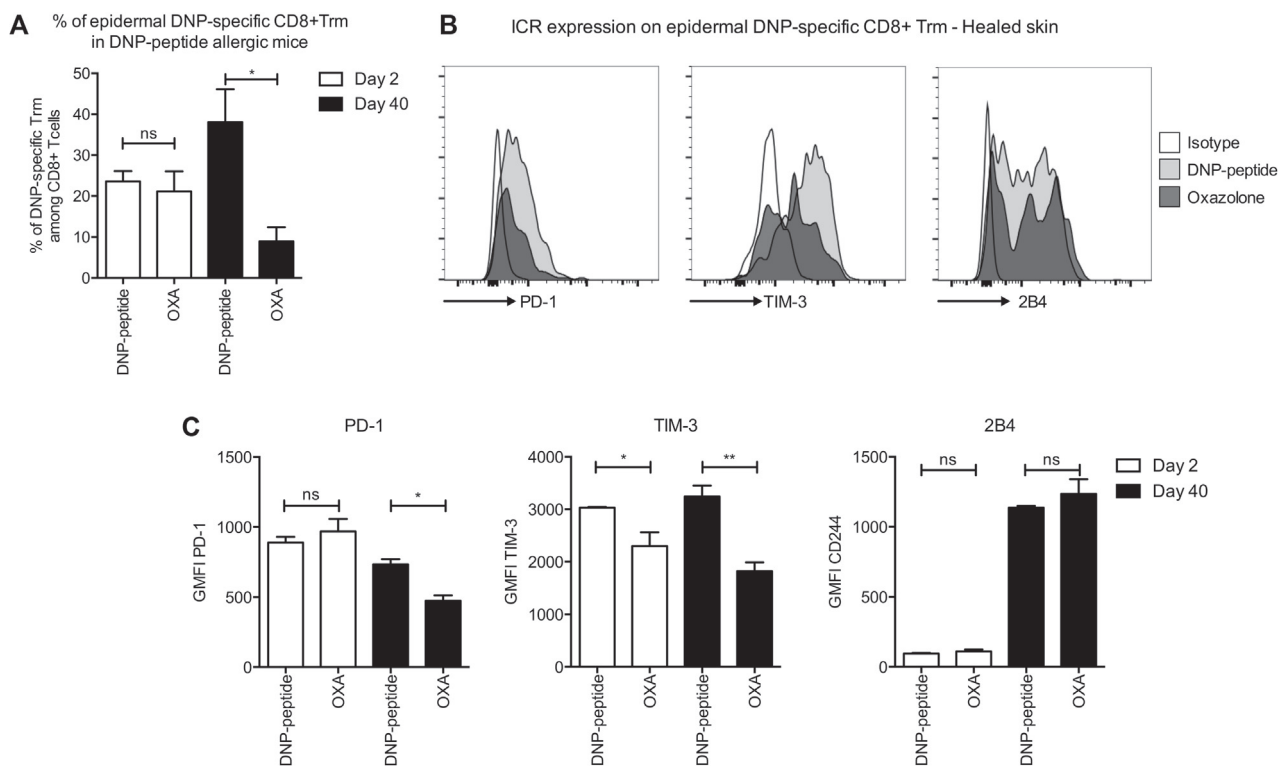 A
% of epidermal DNP-specific CD8+Trm
in DNP-peptide allergic mice
% of DNP-specific Trm
among CD8+ Tcells
50
40
30
20
10
0
ns
*
Day 2
Day 40
DNP-peptide
OXA
DNP-peptide
OXA
B
ICR expression on epidermal DNP-specific CD8+ Trm - Healed skin
PD-1
TIM-3
2B4
Isotype
DNP-peptide
Oxazolone
C
PD-1
GMFI PD-1
1500
1000
500
0
ns
*
DNP-peptide
OXA
DNP-peptide
OXA
TIM-3
GMFI TIM-3
4000
3000
2000
1000
0
*
**
DNP-peptide
OXA
DNP-peptide
OXA
2B4
GMFI CD244
1500
1000
500
0
ns
ns
DNP-peptide
OXA
DNP-peptide
OXA
Day 2
Day 40